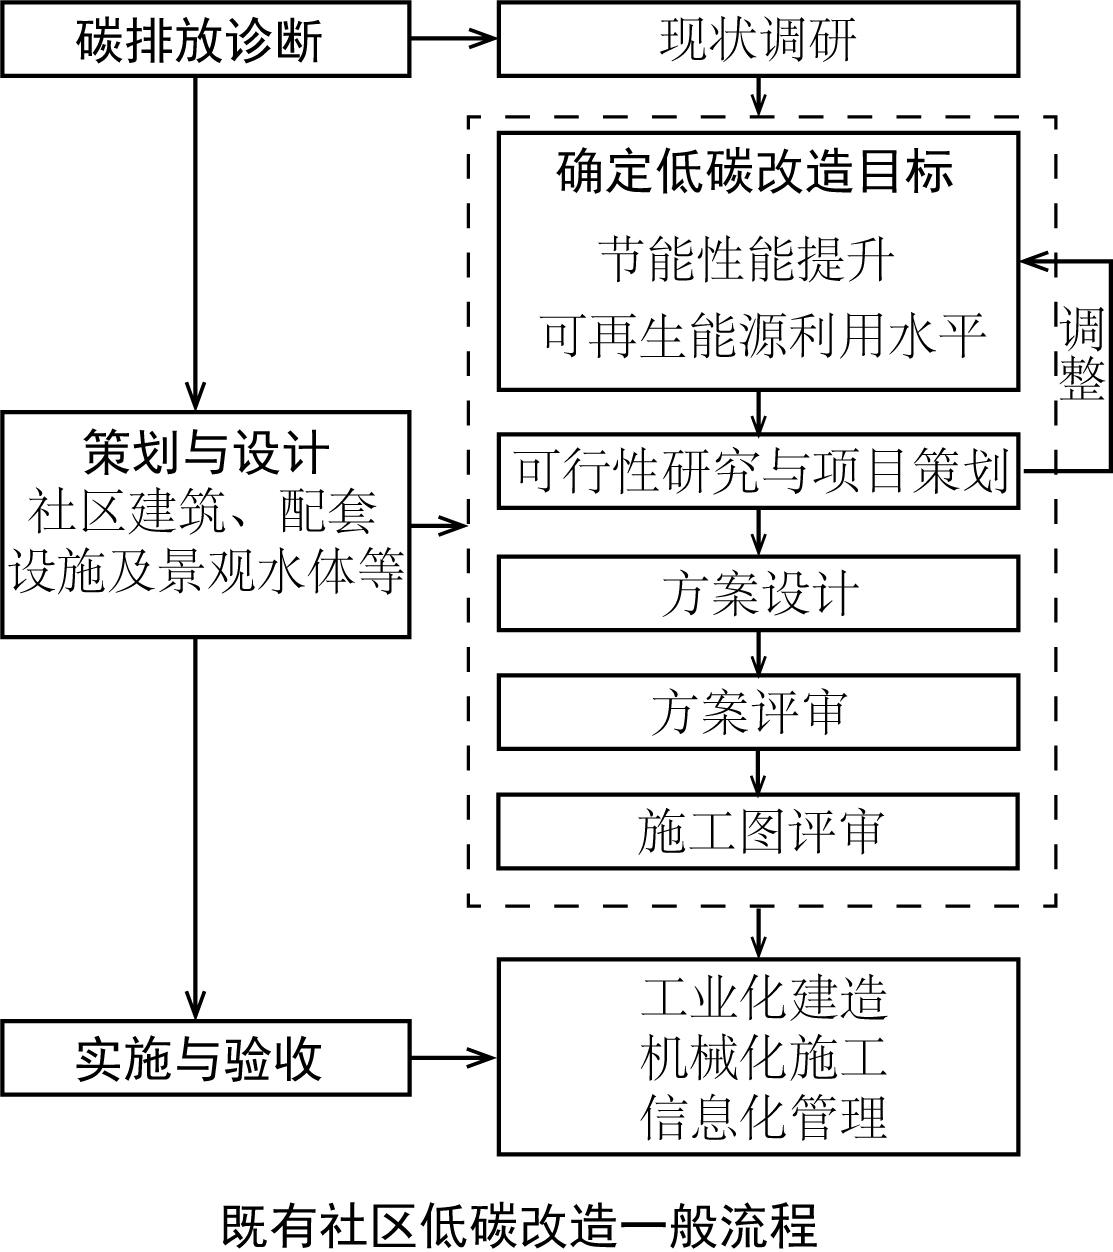 碳排放诊断
现状调研
确定低碳改造目标
节能性能提升
可再生能源利用水平
调整
策划与设计
社区建筑、配套
设施及景观水体等
可行性研究与项目策划
方案设计
方案评审
施工图评审
实施与验收
工业化建造
机械化施工
信息化管理
既有社区低碳改造一般流程